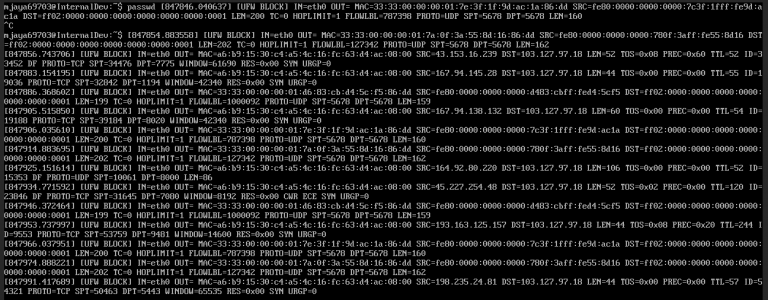 mjaya69703@InternalDev:~$ passwd [847846.040637] [UFW BLOCK] IN=eth0 OUT= MAC=33:33:00:00:00:01:7e:3f:1f:9d:ac:1a:86:dd SRC=fe80:0000:0000:0000:7c3f:1fff:fe9d:a
c1a DST=ff02:0000:0000:0000:0000:0000:0000:0001 LEN=200 TC=0 HOPLIMIT=1 FLOWLBL=787398 PROTO=UDP SPT=5678 DPT=5678 LEN=160
^C
mjaya69703@InternalDev:~$ [847854.883558] [UFW BLOCK] IN=eth0 OUT= MAC=33:33:00:00:00:01:7a:0f:3a:55:8d:16:86:dd SRC=fe80:0000:0000:0000:780f:3aff:fe55:8d16 DST
=ff02:0000:0000:0000:0000:0000:0000:0001 LEN=202 TC=0 HOPLIMIT=1 FLOWLBL=127342 PROTO=UDP SPT=5678 DPT=5678 LEN=162
[847856.743706] [UFW BLOCK] IN=eth0 OUT= MAC=a6:b9:15:30:c4:a5:4c:16:fc:63:d4:ac:08:00 SRC=43.153.16.239 DST=103.127.97.18 LEN=52 TOS=0x08 PREC=0x60 TTL=52 ID=3
3452 DF PROTO=TCP SPT=34476 DPT=7775 WINDOW=61690 RES=0x00 SYN URGP=0
[847883.154195] [UFW BLOCK] IN=eth0 OUT= MAC=a6:b9:15:30:c4:a5:4c:16:fc:63:d4:ac:08:00 SRC=167.94.145.28 DST=103.127.97.18 LEN=44 TOS=0x00 PREC=0x00 TTL=55 ID=1
9036 PROTO=TCP SPT=32842 DPT=1194 WINDOW=42340 RES=0x00 SYN URGP=0
[847886.368602] [UFW BLOCK] IN=eth0 OUT= MAC=33:33:00:00:00:01:d6:83:cb:d4:5c:f5:86:dd SRC=fe80:0000:0000:0000:d483:cbff:fed4:5cf5 DST=ff02:0000:0000:0000:0000
:0000:0000:0001 LEN=199 TC=0 HOPLIMIT=1 FLOWLBL=1000092 PROTO=UDP SPT=5678 DPT=5678 LEN=159
[847905.515850] [UFW BLOCK] IN=eth0 OUT= MAC=a6:b9:15:30:c4:a5:4c:16:fc:63:d4:ac:08:00 SRC=167.94.138.132 DST=103.127.97.18 LEN=60 TOS=0x00 PREC=0x00 TTL=54 ID=
19188 PROTO=TCP SPT=39184 DPT=8020 WINDOW=42340 RES=0x00 SYN URGP=0
[847906.035610] [UFW BLOCK] IN=eth0 OUT= MAC=33:33:00:00:00:01:7e:3f:1f:9d:ac:1a:86:dd SRC=fe80:0000:0000:0000:7c3f:1fff:fe9d:ac1a DST=ff02:0000:0000:0000:0000
:0000:0000:0001 LEN=200 TC=0 HOPLIMIT=1 FLOWLBL=787398 PROTO=UDP SPT=5678 DPT=5678 LEN=160
[847914.883695] [UFW BLOCK] IN=eth0 OUT= MAC=33:33:00:00:00:01:7a:0f:3a:55:8d:16:86:dd SRC=fe80:0000:0000:0000:780f:3aff:fe55:8d16 DST=ff02:0000:0000:0000:0000
:0000:0000:0001 LEN=202 TC=0 HOPLIMIT=1 FLOWLBL=127342 PROTO=UDP SPT=5678 DPT=5678 LEN=162
[847925.151614] [UFW BLOCK] IN=eth0 OUT= MAC=a6:b9:15:30:c4:a5:4c:16:fc:63:d4:ac:08:00 SRC=164.92.80.220 DST=103.127.97.18 LEN=106 TOS=0x00 PREC=0x00 TTL=52 ID=
15353 DF PROTO=UDP SPT=10061 DPT=8000 LEN=86
[847934.771592] [UFW BLOCK] IN=eth0 OUT= MAC=a6:b9:15:30:c4:a5:4c:16:fc:63:d4:ac:08:00 SRC=45.227.254.48 DST=103.127.97.18 LEN=52 TOS=0x02 PREC=0x00 TTL=120 ID=
23846 DF PROTO=TCP SPT=31645 DPT=7000 WINDOW=8192 RES=0x00 CWR ECE SYN URGP=0
[847946.372464] [UFW BLOCK] IN=eth0 OUT= MAC=33:33:00:00:00:01:d6:83:cb:d4:5c:f5:86:dd SRC=fe80:0000:0000:0000:d483:cbff:fed4:5cf5 DST=ff02:0000:0000:0000:0000
:0000:0000:0001 LEN=199 TC=0 HOPLIMIT=1 FLOWLBL=1000092 PROTO=UDP SPT=5678 DPT=5678 LEN=159
[847953.737997] [UFW BLOCK] IN=eth0 OUT= MAC=a6:b9:15:30:c4:a5:4c:16:fc:63:d4:ac:08:00 SRC=193.163.125.157 DST=103.127.97.18 LEN=44 TOS=0x08 PREC=0x20 TTL=244 I
D=9553 PROTO=TCP SPT=53759 DPT=9401 WINDOW=14600 RES=0x00 SYN URGP=0
[847966.037951] [UFW BLOCK] IN=eth0 OUT= MAC=33:33:00:00:00:01:7e:3f:1f:9d:ac:1a:86:dd SRC=fe80:0000:0000:0000:7c3f:1fff:fe9d:ac1a DST=ff02:0000:0000:0000:0000
:0000:0000:0001 LEN=200 TC=0 HOPLIMIT=1 FLOWLBL=787398 PROTO=UDP SPT=5678 DPT=5678 LEN=160
[847974.888221] [UFW BLOCK] IN=eth0 OUT= MAC=33:33:00:00:00:01:7a:0f:3a:55:8d:16:86:dd SRC=fe80:0000:0000:0000:780f:3aff:fe55:8d16 DST=ff02:0000:0000:0000:0000
:0000:0000:0001 LEN=202 TC=0 HOPLIMIT=1 FLOWLBL=127342 PROTO=UDP SPT=5678 DPT=5678 LEN=162
[847991.417689] [UFW BLOCK] IN=eth0 OUT= MAC=a6:b9:15:30:c4:a5:4c:16:fc:63:d4:ac:08:00 SRC=198.235.24.81 DST=103.127.97.18 LEN=44 TOS=0x00 PREC=0x00 TTL=57 ID=5
4321 PROTO=TCP SPT=50463 DPT=5443 WINDOW=65535 RES=0x00 SYN URGP=0